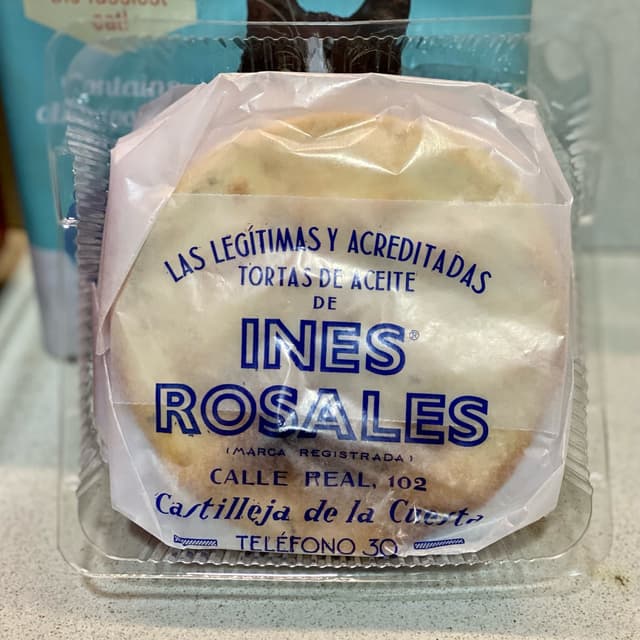 eat!
LAS LEGÍTIMAS Y ACREDITADAS
TORTAS DE ACEITE
DE
INES®
ROSALES
(MARCA REGISTRADA)
CALLE REAL, 102
Castilleja de la Cuesta
TELÉFONO 30